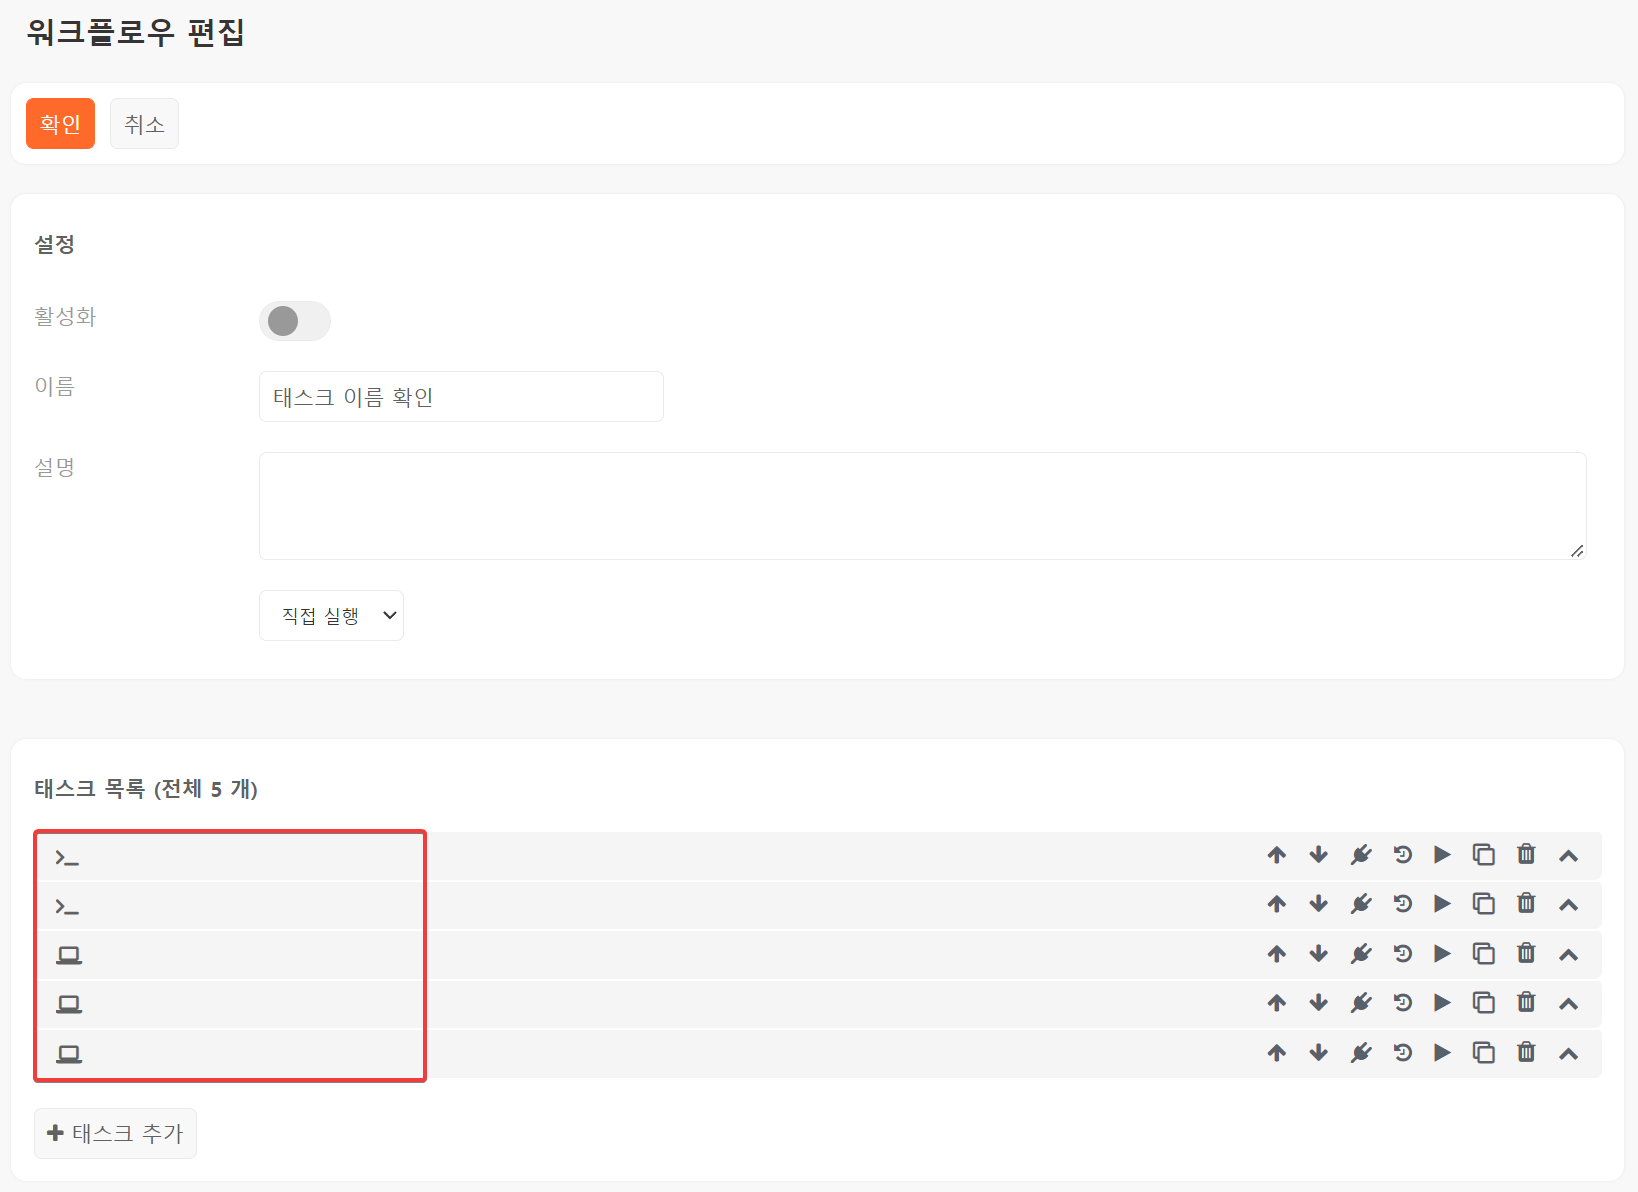 워크플로우 편집
확인 취소
설정
활성화
이름 태스크 이름 확인
설명
직접 실행
태스크 목록 (전체 5 개)
태스크 추가